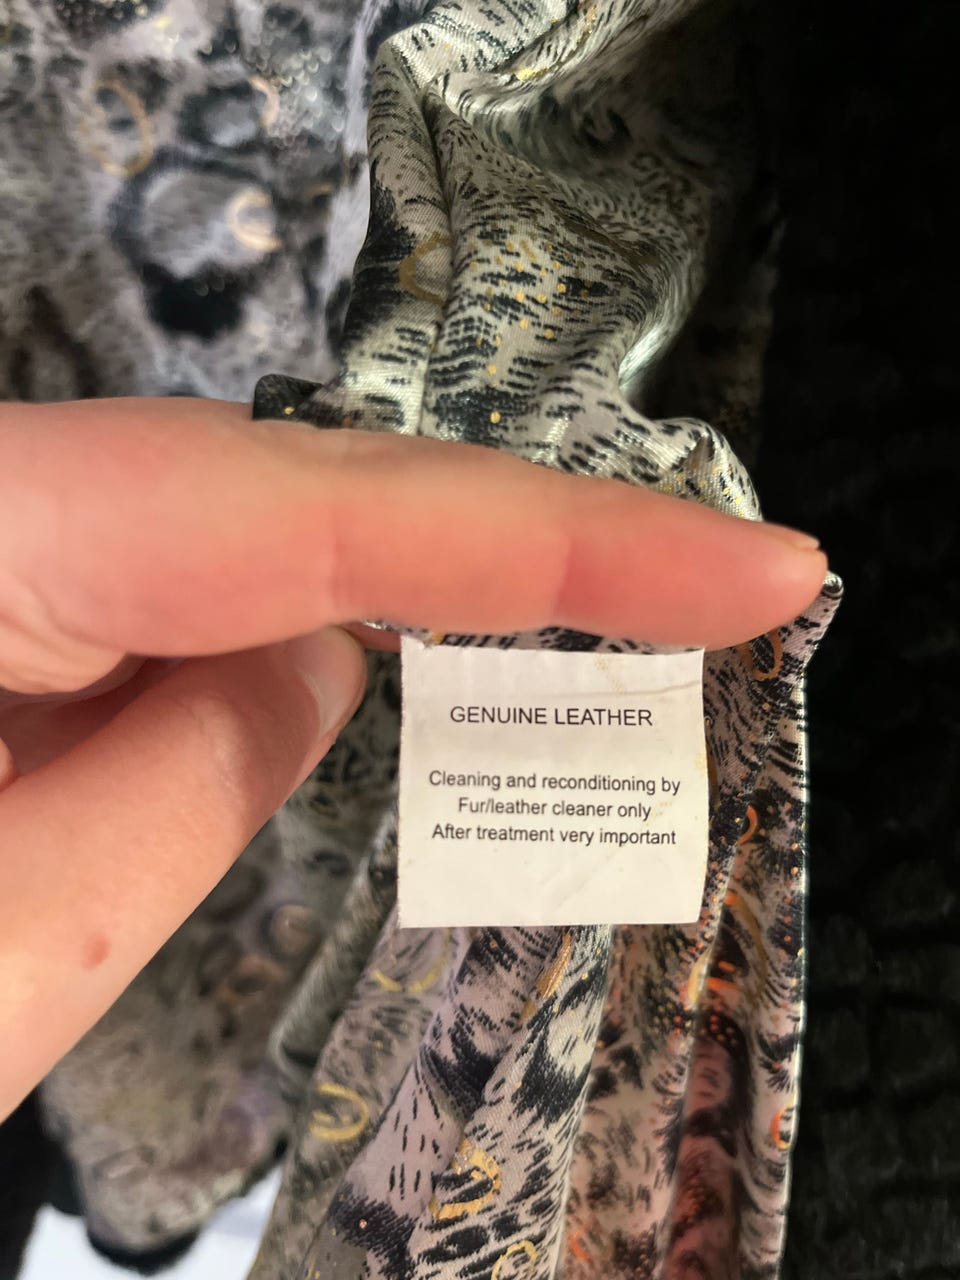 GENUINE LEATHER
Cleaning and reconditioning by
Fur/leather cleaner only
After treatment very important